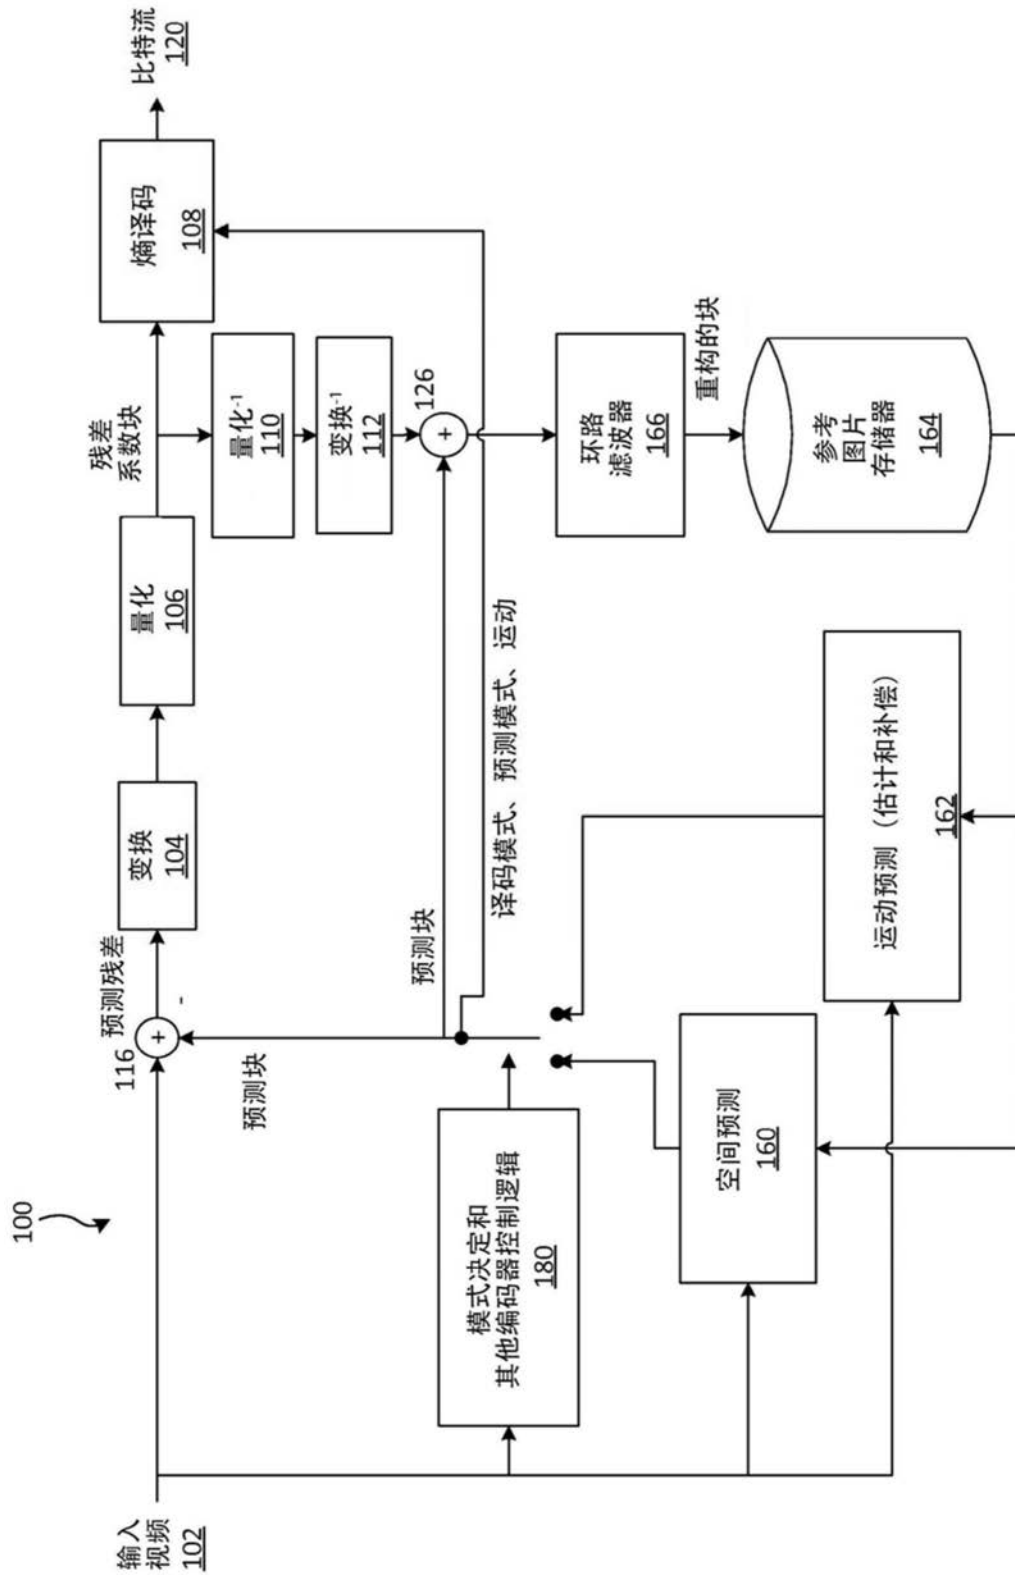 100
输入
视频
102
116
预测残差
-
+
变换
104
量化
106
残差
系数块
熵译码
108
比特流
120
量化-1
110
变换-1
112
126
+
预测块
预测块
译码模式、预测模式、运动
模式决定和
其他编码器控制逻辑
180
空间预测
160
运动预测（估计和补偿）
162
环路
滤波器
166
重构的块
参考
图片
存储器
164